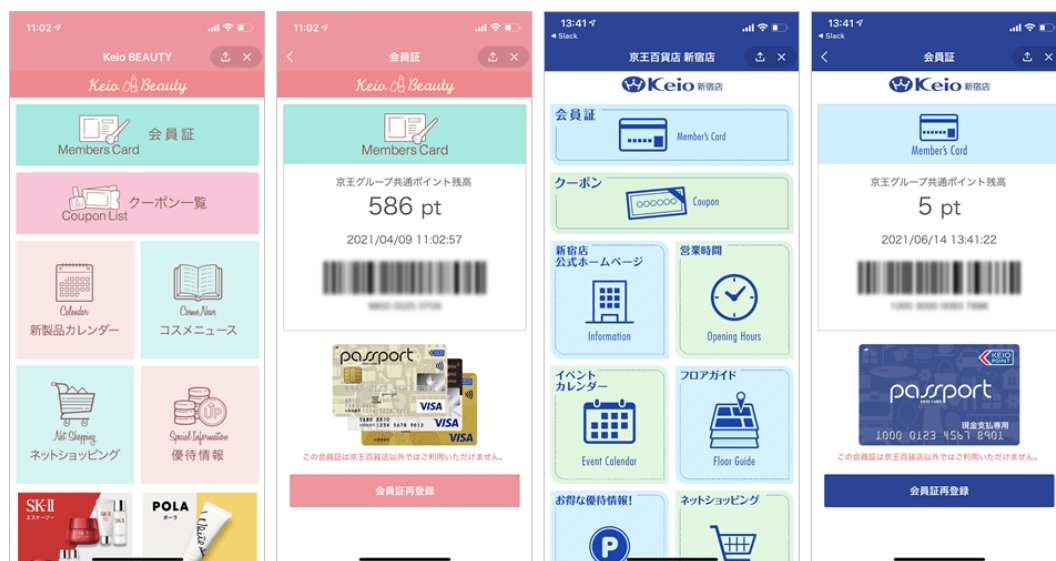 11:02
Keio BEAUTY
Keio Beauty
Members Card
会員証
Coupon List
クーポン一覧
Calendar
新製品カレンダー
Cosme News
コスメニュース
Net Shopping
ネットショッピング
UP
Special Information
優待情報
SK-II
エスケーツー
SK-II
SK-II
POLA
ポーラ
11:02
会員証
Keio Beauty
Members Card
京王グループ共通ポイント残高
586 pt
2021/04/09 11:02:57
passport
VISA
TARO KEIO
1234 5678 9012
VISA
VISA
この会員証は京王百貨店以外ではご利用いただけません。
会員証再登録
13:41
Slack
京王百貨店 新宿店
Keio 新宿店
会員証
Member's Card
クーポン
Coupon
新宿店
公式ホームページ
Information
営業時間
Opening Hours
イベント
カレンダー
Event Calendar
フロアガイド
Floor Guide
お得な優待情報!
P
ネットショッピング
13:41
Slack
会員証
Keio 新宿店
Member's Card
京王グループ共通ポイント残高
5 pt
2021/06/14 13:41:22
KEIO
POINT
passport
KEIO CARD
現金支払専用
1000 0123 4567 8901
この会員証は京王百貨店以外ではご利用いただけません。
会員証再登録